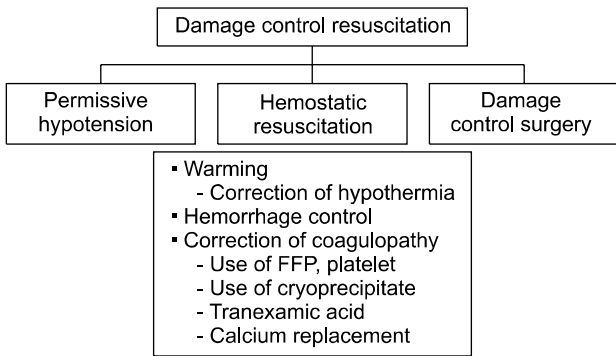 Damage control resuscitation
Permissive
hypotension
Hemostatic
resuscitation
Damage
control surgery
▪ Warming
- Correction of hypothermia
▪ Hemorrhage control
▪ Correction of coagulopathy
- Use of FFP, platelet
- Use of cryoprecipitate
- Tranexamic acid
- Calcium replacement